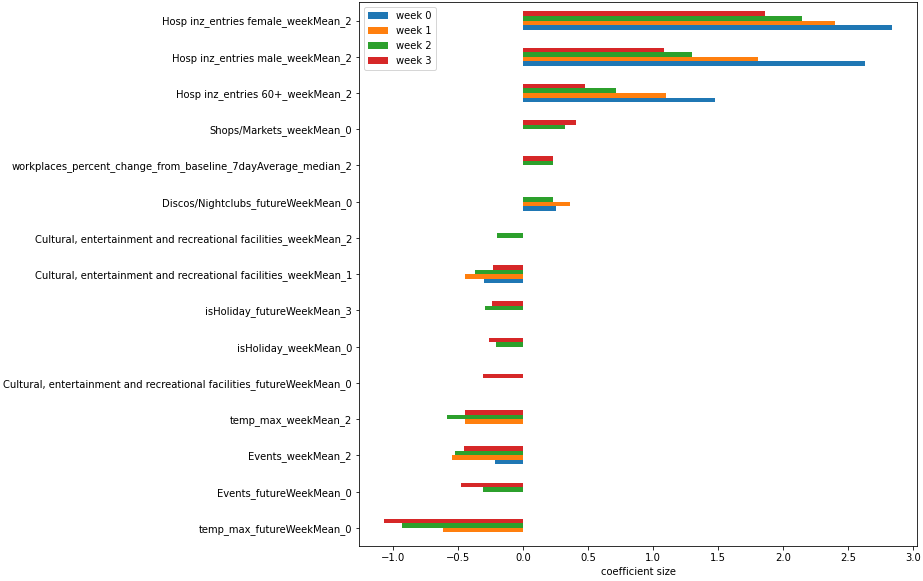 Hosp inz_entries female_weekMean_2
Hosp inz_entries male_weekMean_2
Hosp inz_entries 60+_weekMean_2
Shops/Markets_weekMean_0
workplaces_percent_change_from_baseline_7dayAverage_median_2
Discos/Nightclubs_futureWeekMean_0
Cultural, entertainment and recreational facilities_weekMean_2
Cultural, entertainment and recreational facilities_weekMean_1
isHoliday_futureWeekMean_3
isHoliday_weekMean_0
Cultural, entertainment and recreational facilities_futureWeekMean_0
temp_max_weekMean_2
Events_weekMean_2
Events_futureWeekMean_0
temp_max_futureWeekMean_0
week 0
week 1
week 2
week 3
−1.0 −0.5 0.0 0.5 1.0 1.5 2.0 2.5 3.0
coefficient size